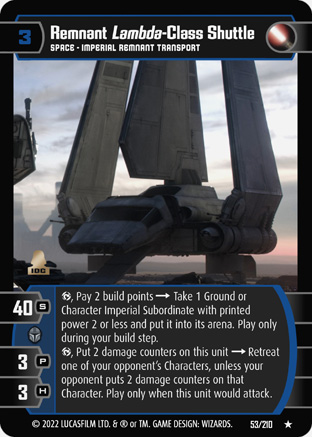 3 Remnant Lambda-Class Shuttle
SPACE - IMPERIAL REMNANT TRANSPORT
IDC
40 S
3 P
3 H
, Pay 2 build points → Take 1 Ground or
Character Imperial Subordinate with printed
power 2 or less and put it into its arena. Play only
during your build step.
, Put 2 damage counters on this unit → Retreat
one of your opponent's Characters, unless your
opponent puts 2 damage counters on that
Character. Play only when this unit would attack.
© 2022 LUCASFILM LTD. & ® or TM. GAME DESIGN: WIZARDS. 53/210 ★